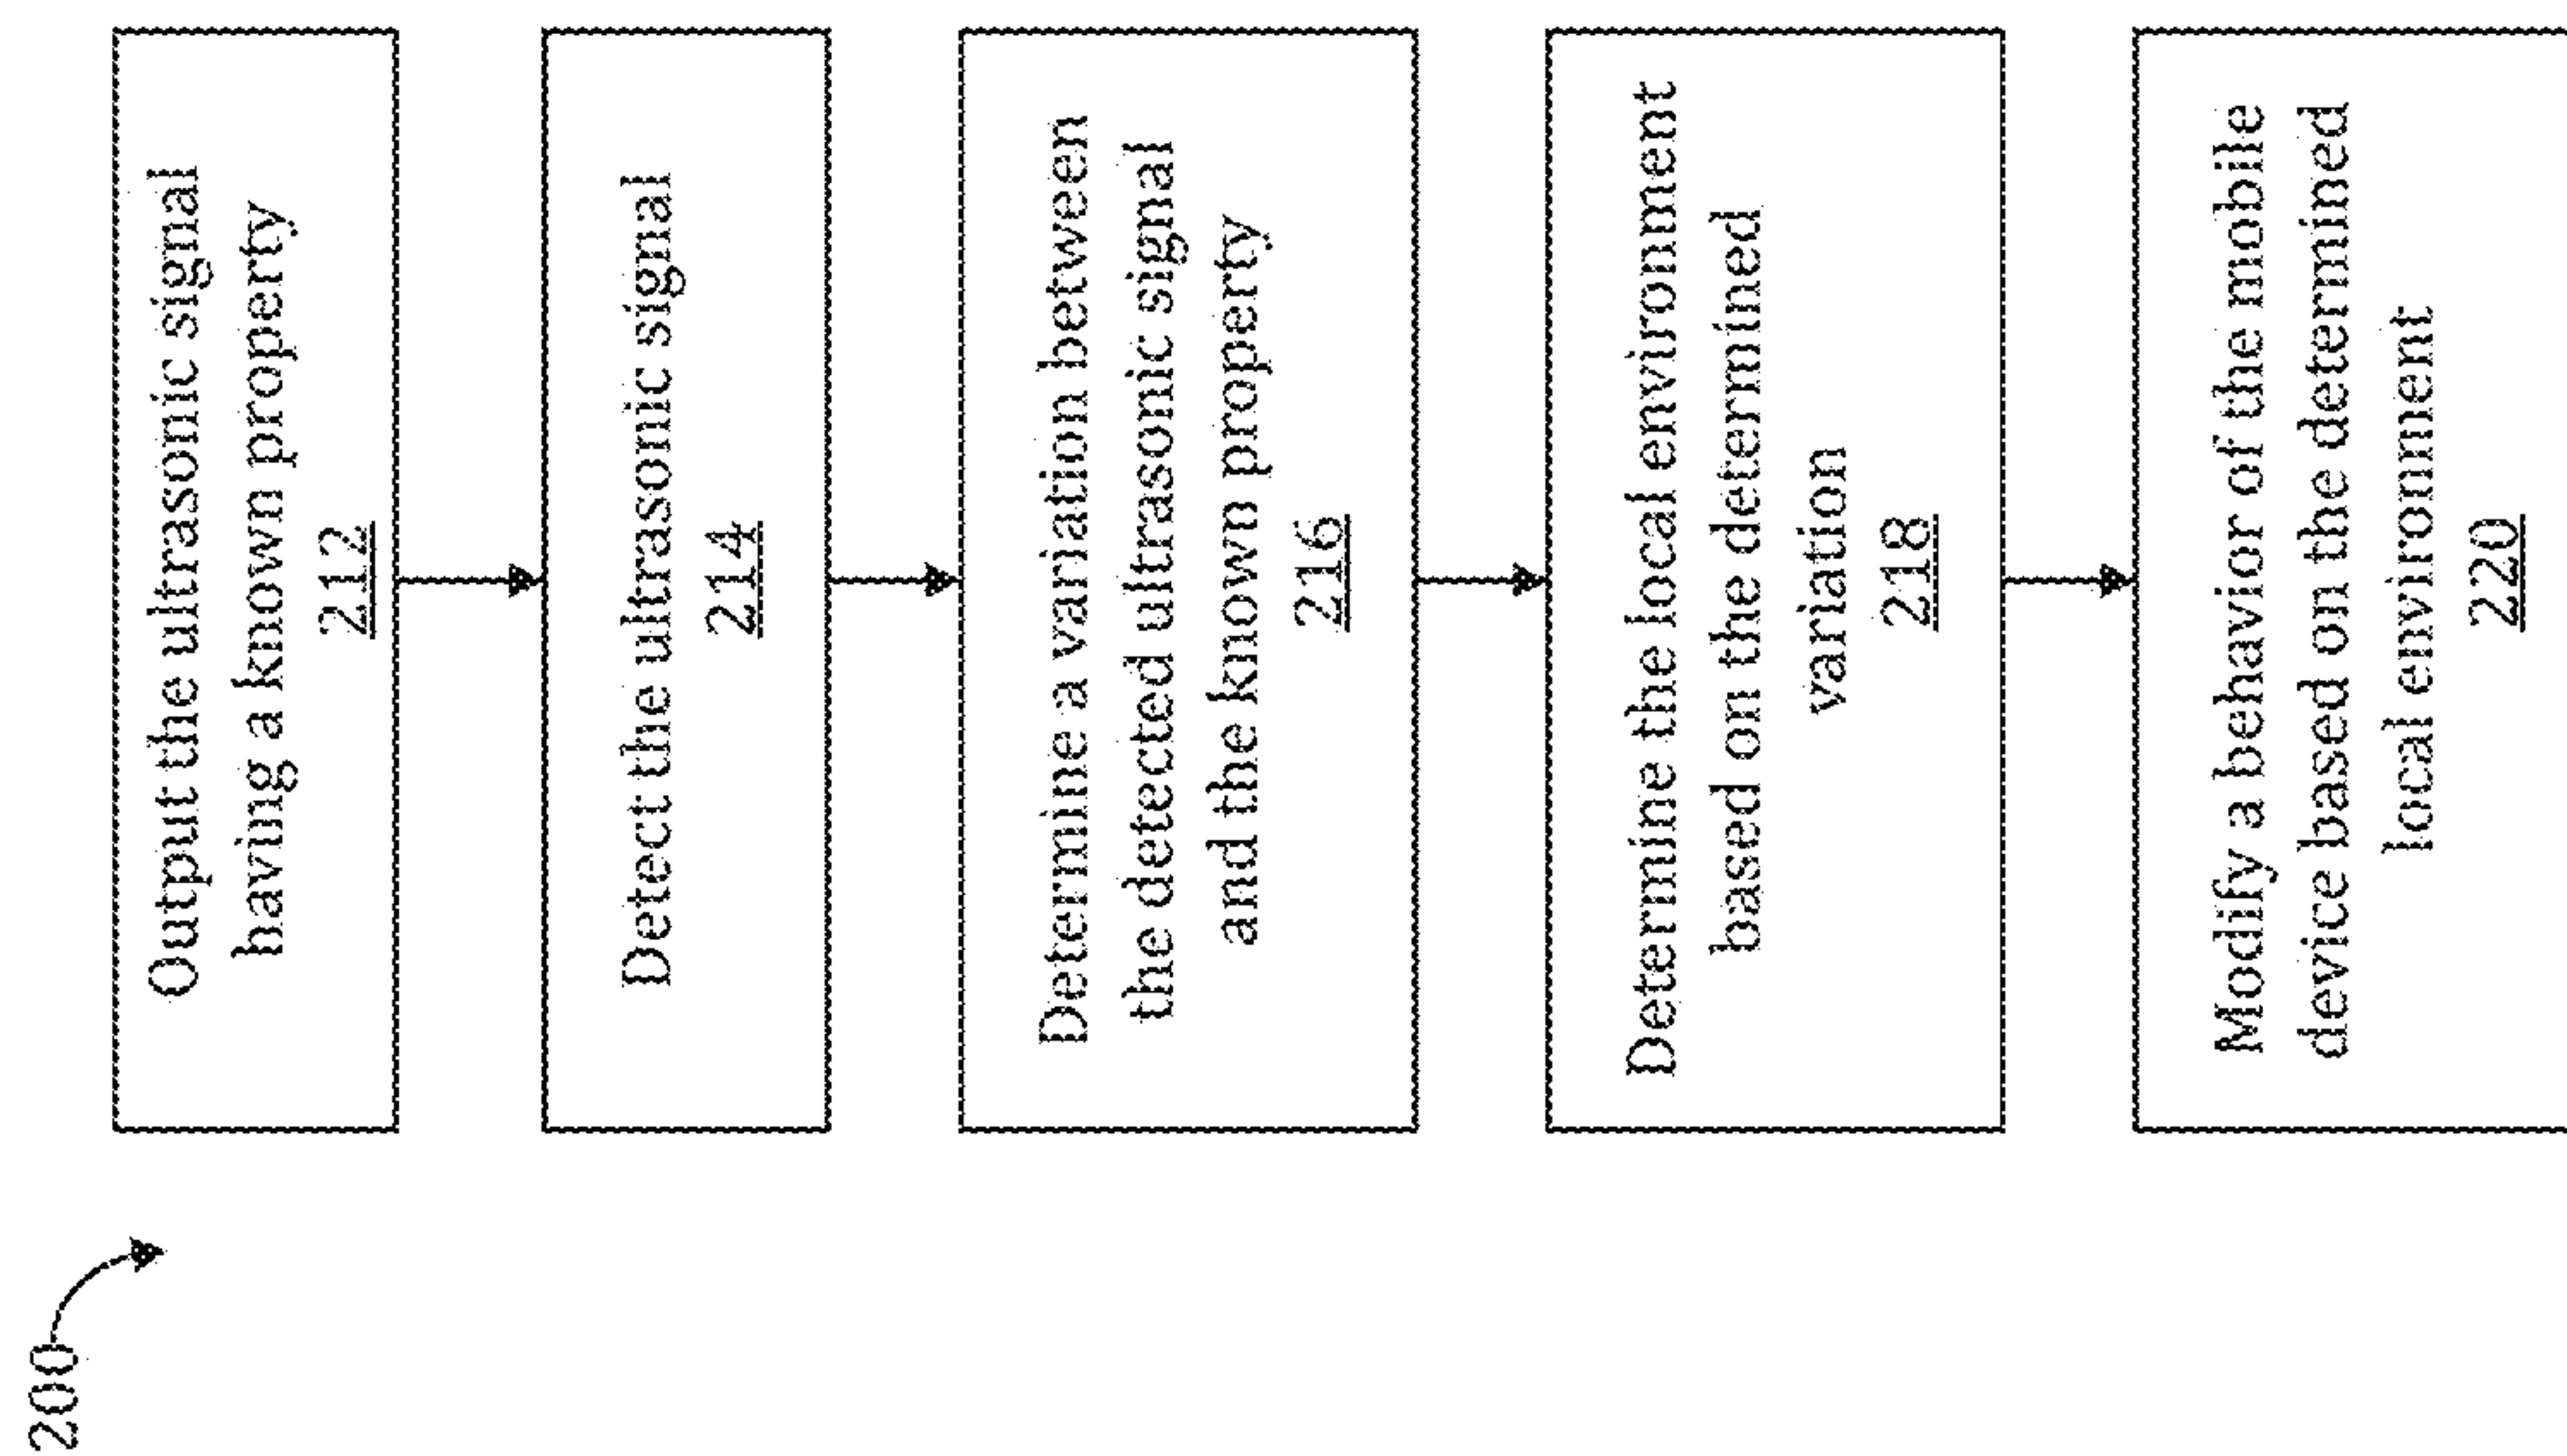 200
Output the ultrasonic signal
having a known property
212
Detect the ultrasonic signal
214
Determine a variation between
the detected ultrasonic signal
and the known property
216
Determine the local environment
based on the determined
variation
218
Modify a behavior of the mobile
device based on the determined
local environment
220